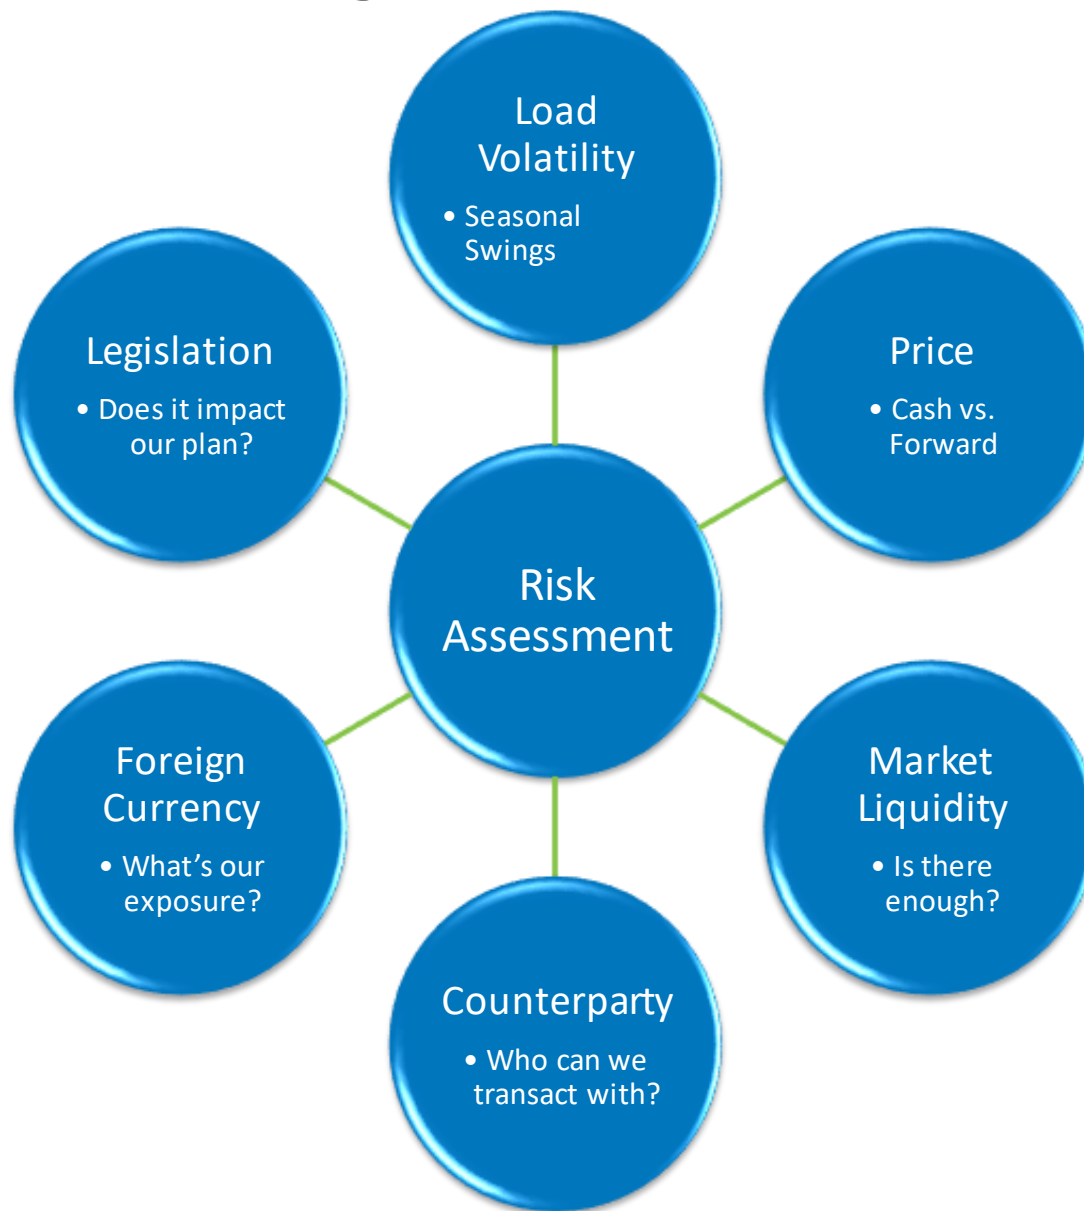 Load
Volatility
• Seasonal
Swings
Price
• Cash vs.
Forward
Market
Liquidity
• Is there
enough?
Counterparty
• Who can we
transact with?
Foreign
Currency
• What's our
exposure?
Legislation
• Does it impact
our plan?
Risk
Assessment